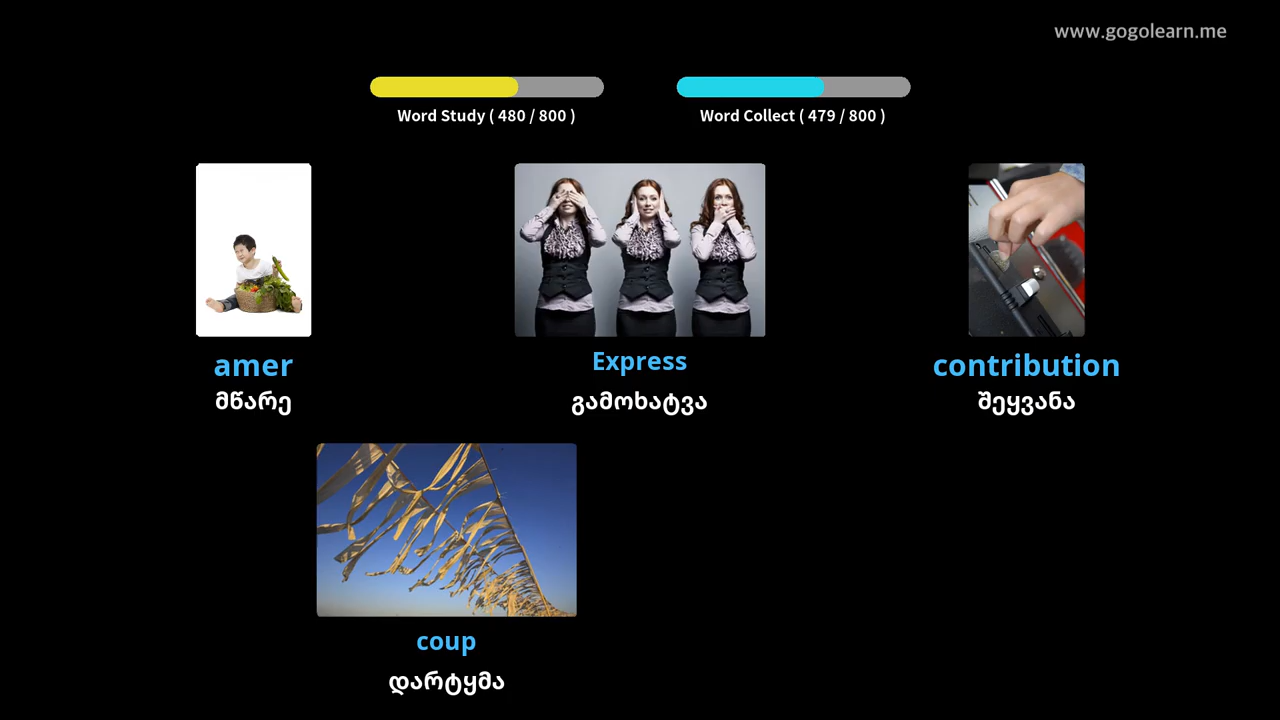 www.gogolearn.me
Word Study ( 480 / 800 )
Word Collect ( 479 / 800 )
amer
მწარე
Express
გამოხატვა
contribution
შეყვანა
coup
დარტყმა